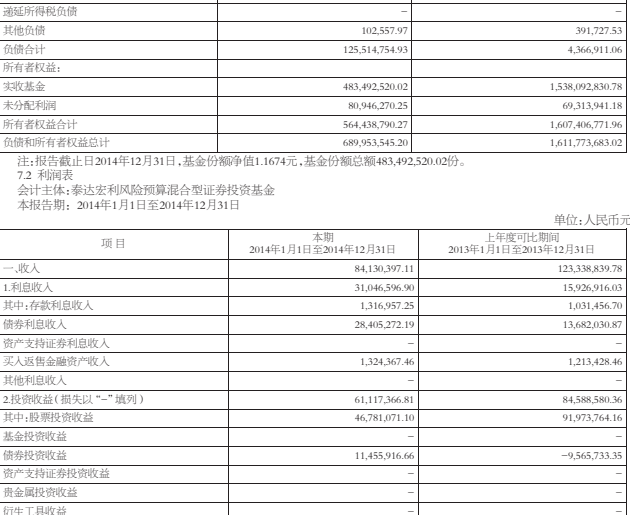 递延所得税负债 － －
其他负债 102,557.97 391,727.53
负债合计 125,514,754.93 4,366,911.06
所有者权益：
实收基金 483,492,520.02 1,538,092,830.78
未分配利润 80,946,270.25 69,313,941.18
所有者权益合计 564,438,790.27 1,607,406,771.96
负债和所有者权益总计 689,953,545.20 1,611,773,683.02
注：报告截止日2014年12月31日，基金份额净值1.1674元，基金份额总额483,492,520.02份。
7.2 利润表
会计主体：泰达宏利风险预算混合型证券投资基金
本报告期：2014年1月1日至2014年12月31日
单位：人民币元
项 目 本期 2014年1月1日至2014年12月31日 上年度可比期间 2013年1月1日至2013年12月31日
一、收入 84,130,397.11 123,338,839.78
1.利息收入 31,046,596.90 15,926,916.03
其中：存款利息收入 1,316,957.25 1,031,456.70
债券利息收入 28,405,272.19 13,682,030.87
资产支持证券利息收入 － －
买入返售金融资产收入 1,324,367.46 1,213,428.46
其他利息收入 － －
2.投资收益（损失以“－”填列） 61,117,366.81 84,588,580.36
其中：股票投资收益 46,781,071.10 91,973,764.16
基金投资收益 － －
债券投资收益 11,455,916.66 －9,565,733.35
资产支持证券投资收益 － －
贵金属投资收益 － －
衍生工具收益 － －